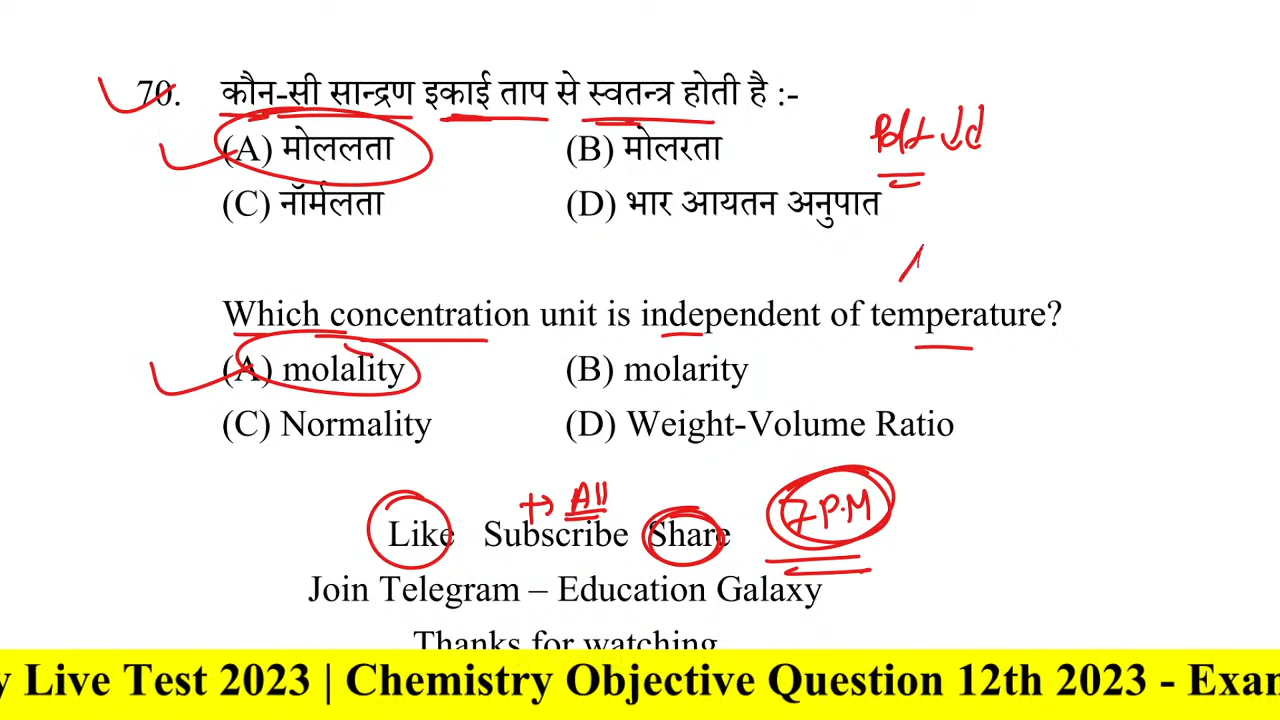 70. कौन-सी सान्द्रण इकाई ताप से स्वतन्त्र होती है :-
(A) मोललता (B) मोलरता
(C) नॉर्मलता (D) भार आयतन अनुपात
Which concentration unit is independent of temperature?
(A) molality (B) molarity
(C) Normality (D) Weight-Volume Ratio
All
7 P.M
Like Subscribe Share
Join Telegram – Education Galaxy
Thanks for watching
y Live Test 2023 | Chemistry Objective Question 12th 2023 - Exan